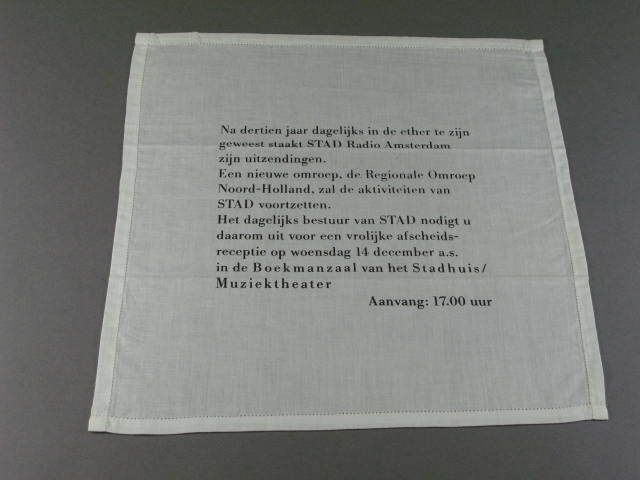 Na dertien jaar dagelijks in de ether te zijn
geweest staakt STAD Radio Amsterdam
zijn uitzendingen.
Een nieuwe omroep, de Regionale Omroep
Noord-Holland, zal de aktiviteiten van
STAD voortzetten.
Het dagelijks bestuur van STAD nodigt u
daarom uit voor een vrolijke afscheids-
receptie op woensdag 14 december a.s.
in de Boekmanzaal van het Stadhuis/
Muziektheater
Aanvang: 17.00 uur